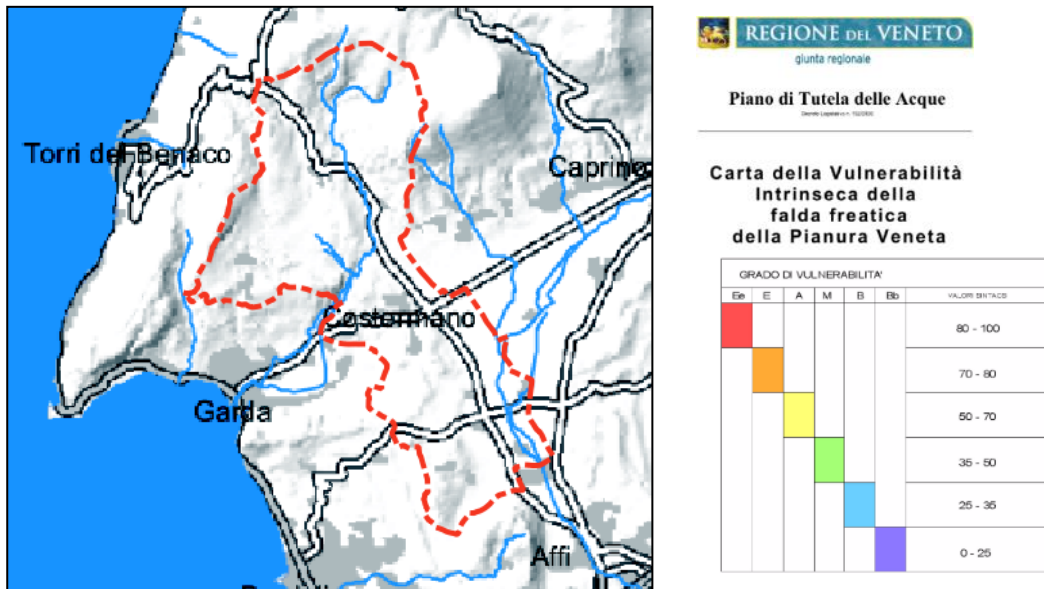 Torri del Benaco
Caprino
Costermano
Garda
Affi
REGIONE DEL VENETO
giunta regionale
Piano di Tutela delle Acque
Carta della Vulnerabilità
Intrinseca della
falda freatica
della Pianura Veneta
GRADO DI VULNERABILITA'
Ee E A M B Bb VALORI SINTACS
80 - 100
70 - 80
50 - 70
35 - 50
25 - 35
0 - 25